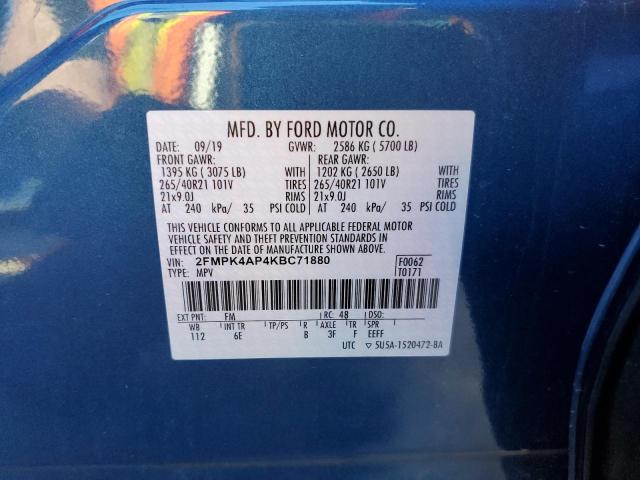 MFD. BY FORD MOTOR CO.
DATE: 09/19 GVWR: 2586 KG ( 5700 LB)
FRONT GAWR: REAR GAWR:
1395 KG ( 3075 LB) WITH 1202 KG ( 2650 LB) WITH
265/40R21 101V TIRES 265/40R21 101V TIRES
21x9.0J RIMS 21x9.0J RIMS
AT 240 kPa/ 35 PSI COLD AT 240 kPa/ 35 PSI COLD
THIS VEHICLE CONFORMS TO ALL APPLICABLE FEDERAL MOTOR
VEHICLE SAFETY AND THEFT PREVENTION STANDARDS IN EFFECT
ON THE DATE OF MANUFACTURE SHOWN ABOVE.
VIN: 2FMPK4AP4KBC71880 F0062
TYPE: MPV T0171
EXT PNT: FM RC: 48 DSO:
WB INT TR TP/PS R AXLE TR SPR
112 6E B 3F F EEFF
UTC ▽ 5U5A-1520472-BA